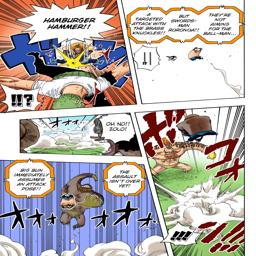 THEY'RE
NOT
AIMING
FOR THE
BALL-MAN...
BUT
SWORDS-
MAN
RORONOA!!
A
TARGETED
ATTACK WITH
THE BRASS
KNUCKLES!!
HAMBURGER
HAMMER!!
!!?
OH NO!!
ZOLO!
THE
ASSAULT
ISN'T OVER
YET!
BIG BUN
IMMEDIATELY
ASSUMES
AN ATTACK
POSE!!
!!!